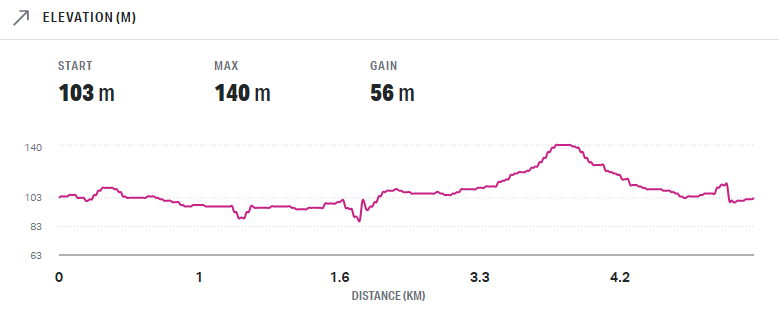 ELEVATION (M)
START MAX GAIN
103 m 140 m 56 m
140
103
83
63
0 1 1.6 3.3 4.2
DISTANCE (KM)